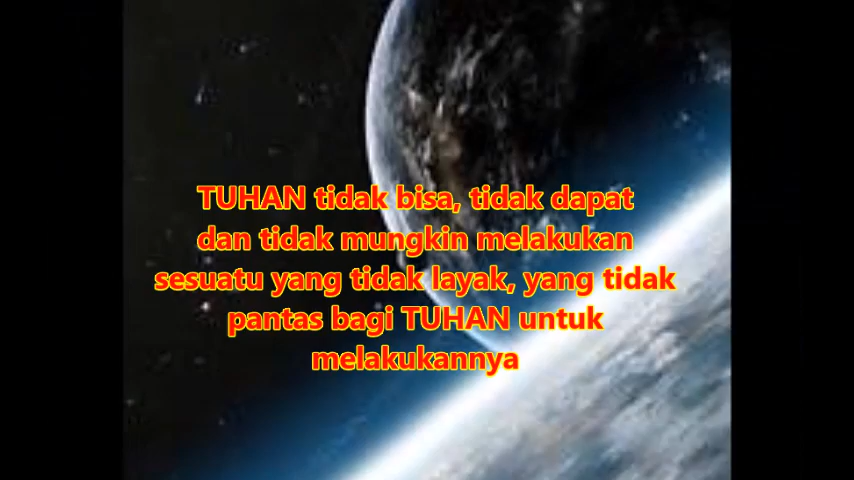 TUHAN tidak bisa, tidak dapat
dan tidak mungkin melakukan
sesuatu yang tidak layak, yang tidak
pantas bagi TUHAN untuk
melakukannya